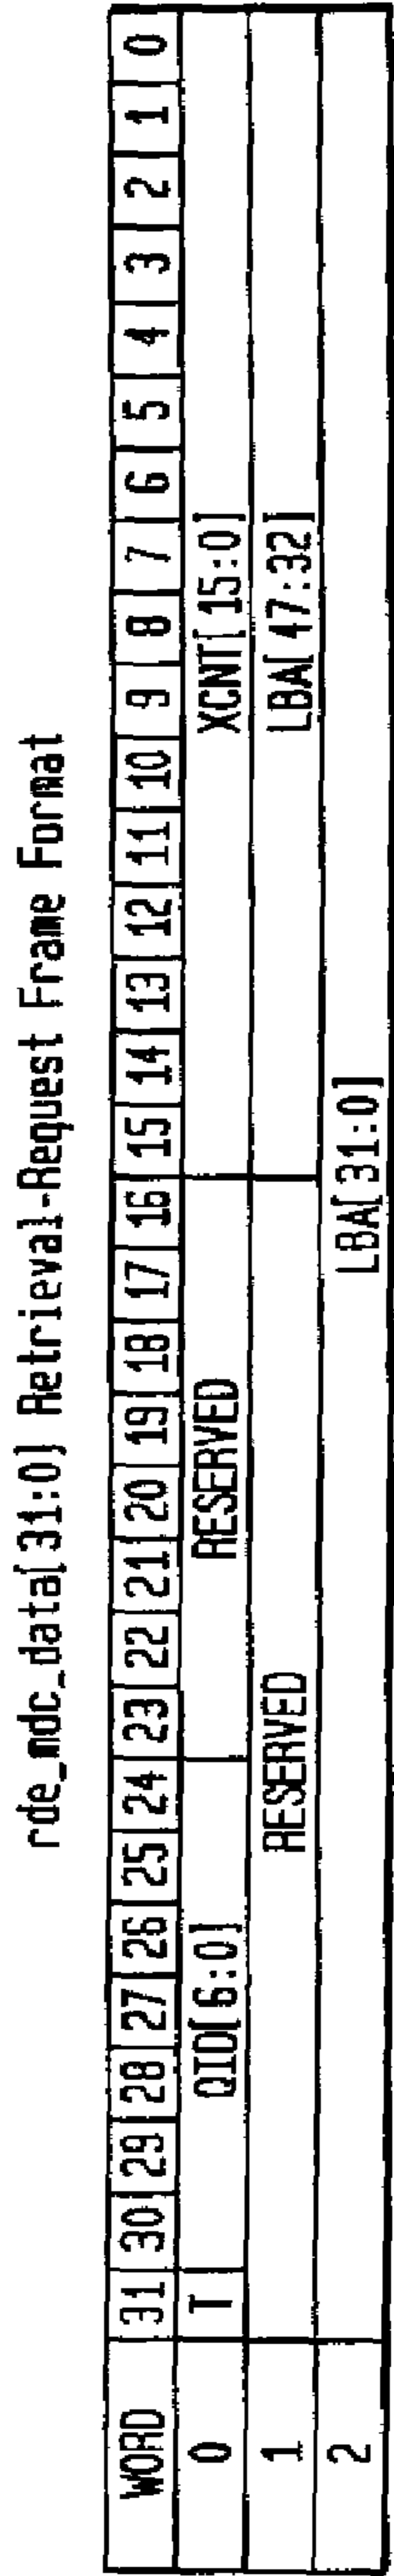 rde_mdc_data[31:0] Retrieval-Request Frame Format
WORD 31 30 29 28 27 26 25 24 23 22 21 20 19 18 17 16 15 14 13 12 11 10 9 8 7 6 5 4 3 2 1 0
0 T QID[6:0] RESERVED XCNT[15:0]
1 RESERVED LBA[47:32]
2 LBA[31:0]